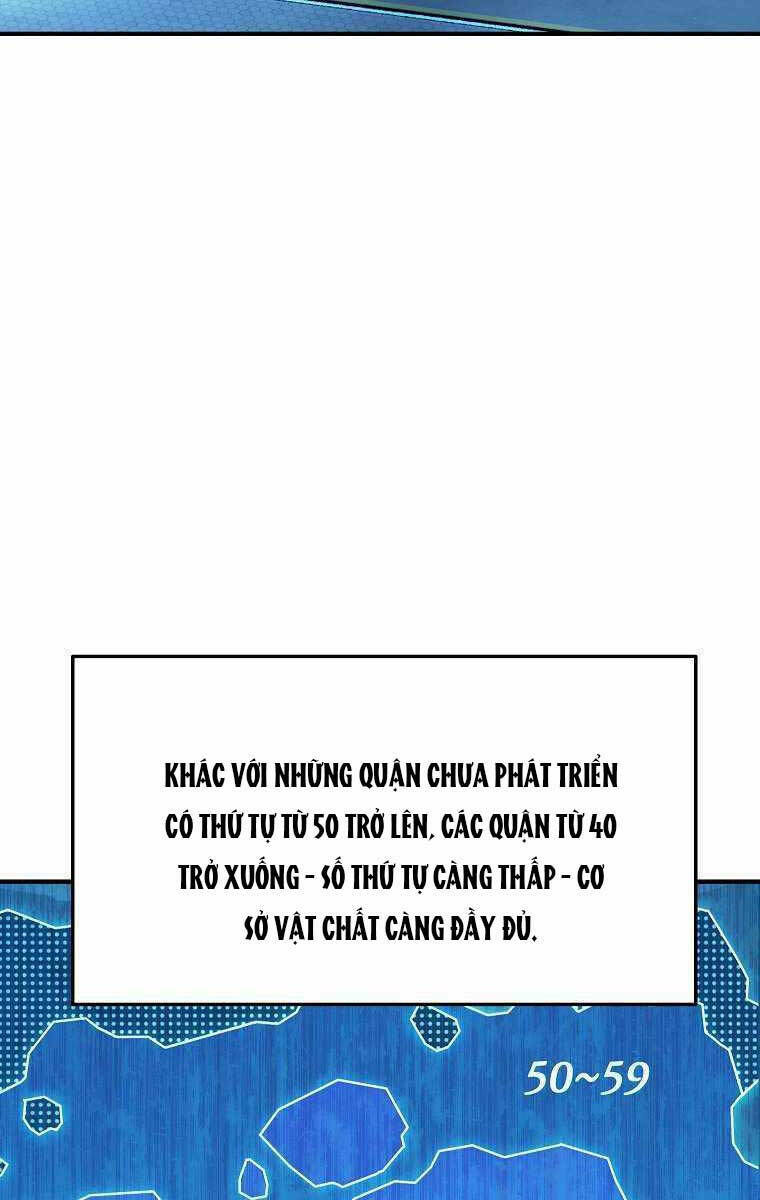 KHÁC VỚI NHỮNG QUẬN CHƯA PHÁT TRIỂN
CÓ THỨ TỰ TỪ 50 TRỞ LÊN, CÁC QUẬN TỪ 40
TRỞ XUỐNG - SỐ THỨ TỰ CÀNG THẤP - CƠ
SỞ VẬT CHẤT CÀNG ĐẦY ĐỦ.
50~59